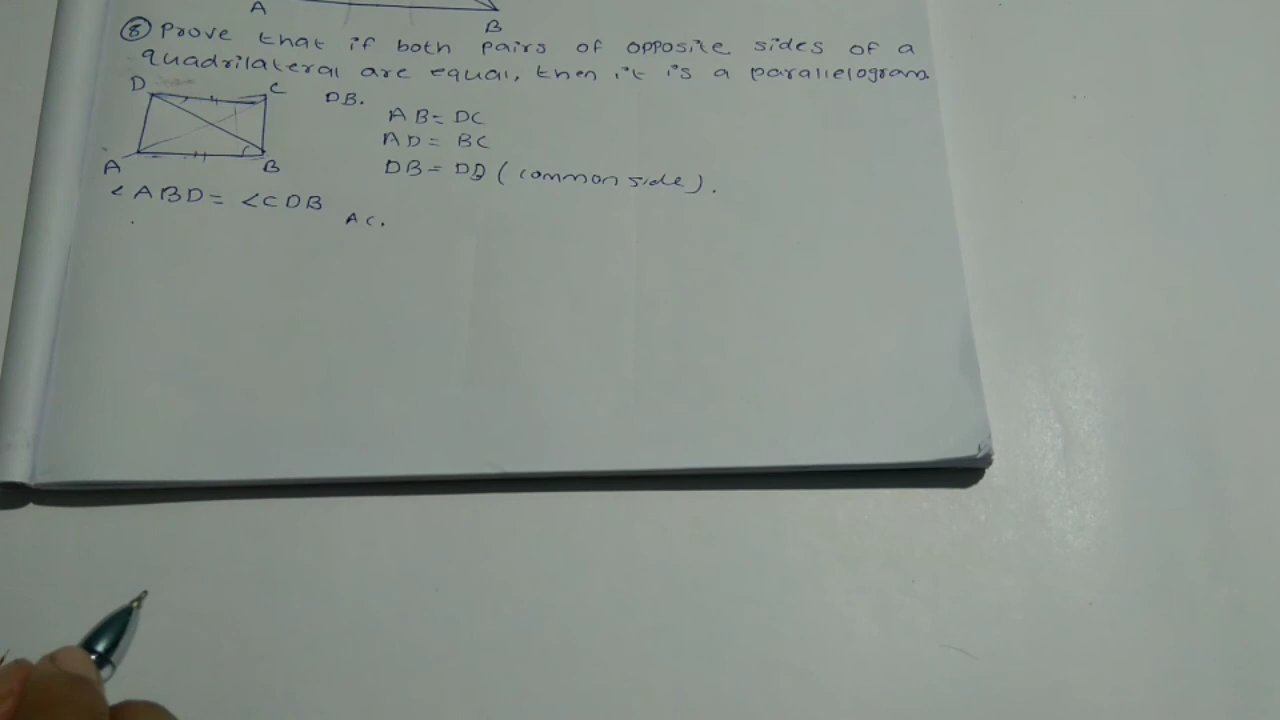 A
B
⑧ Prove that if both pairs of opposite sides of a
quadrilateral are equal, then it is a parallelogram
D
C
DB.
AB = DC
AD = BC
A
B
DB = DB (common side).
<ABD = <CDB
AC.